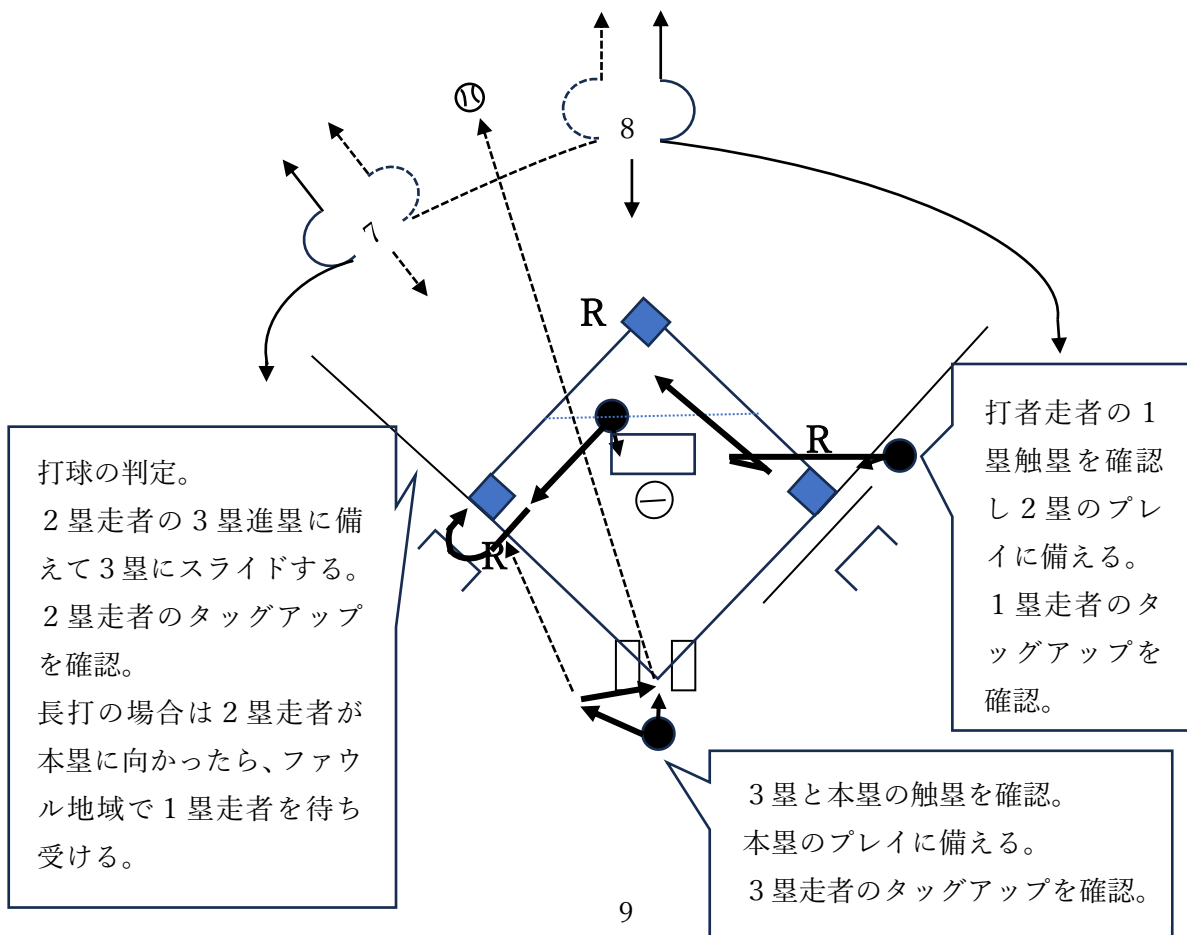 8
7
R
R
R
㊀
打球の判定。
２塁走者の３塁進塁に備
えて３塁にスライドする。
２塁走者のタッグアップ
を確認。
長打の場合は２塁走者が
本塁に向かったら、ファウ
ル地域で１塁走者を待ち
受ける。
打者走者の１
塁触塁を確認
し２塁のプレ
イに備える。
１塁走者のタ
ッグアップを
確認。
３塁と本塁の触塁を確認。
本塁のプレイに備える。
３塁走者のタッグアップを確認。
9